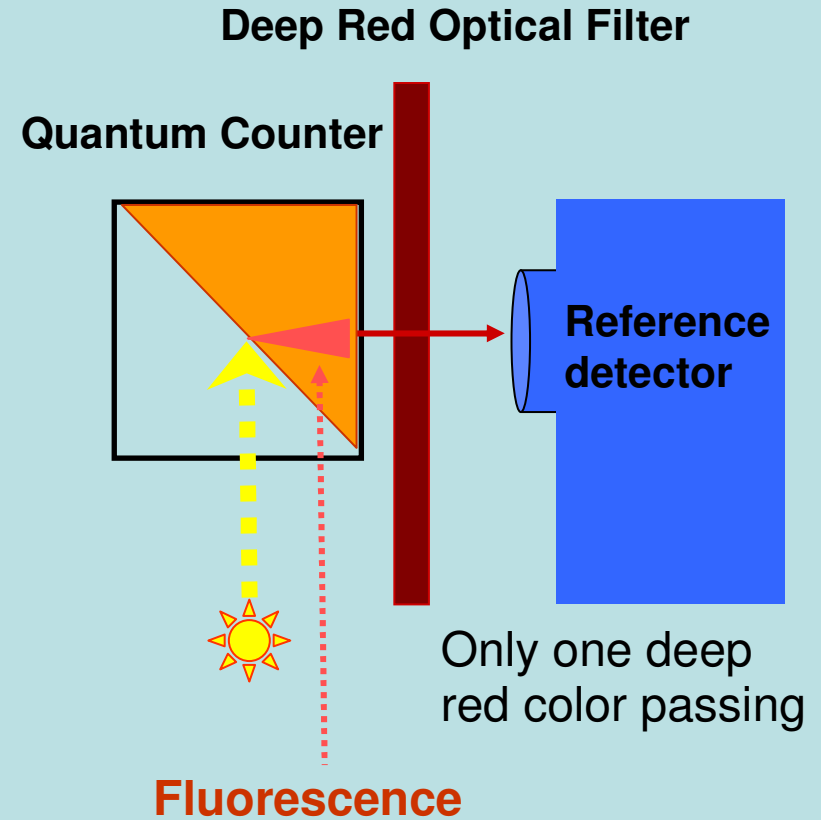 Deep Red Optical Filter
Quantum Counter
Reference
detector
Only one deep
red color passing
Fluorescence